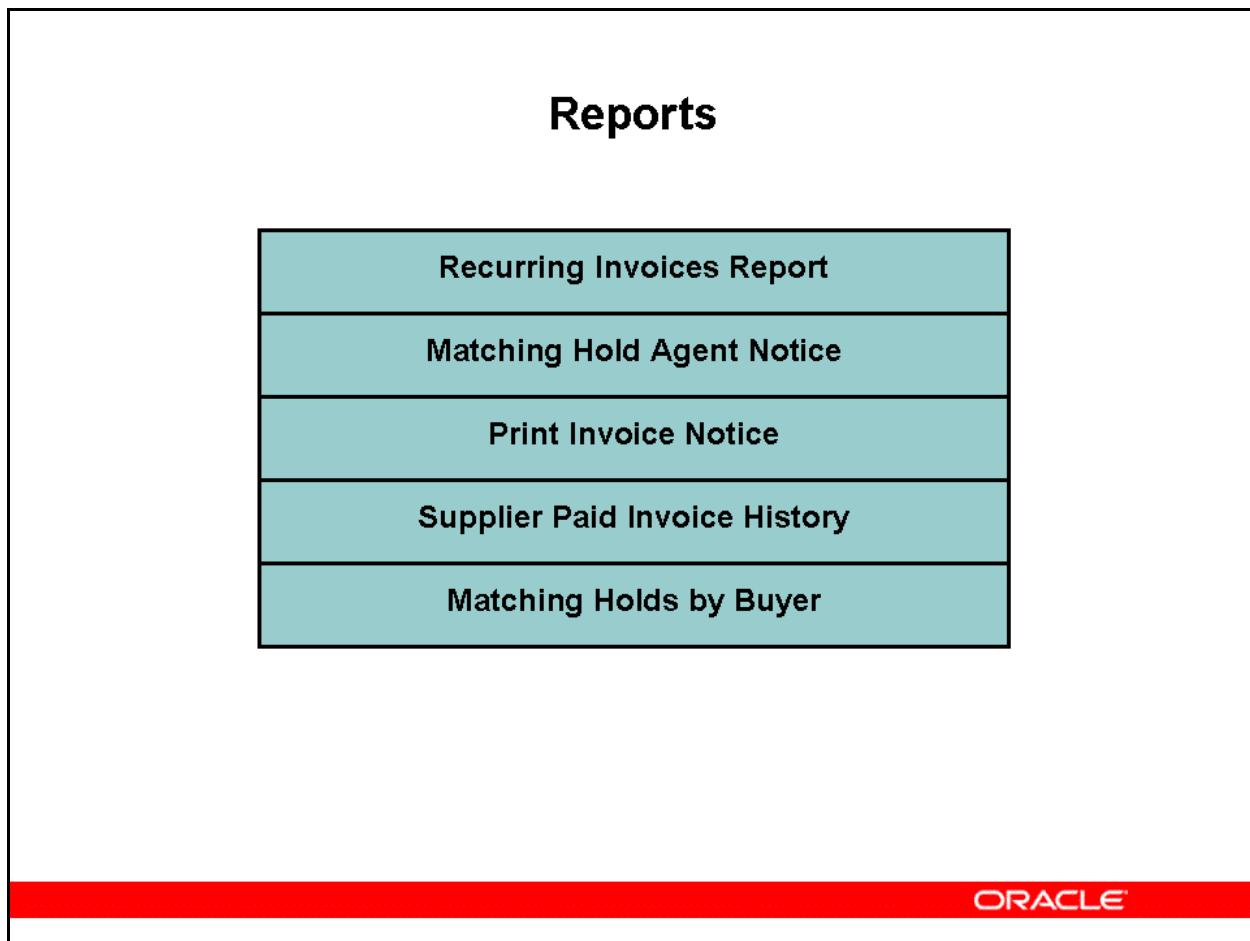 Reports
Recurring Invoices Report
Matching Hold Agent Notice
Print Invoice Notice
Supplier Paid Invoice History
Matching Holds by Buyer
ORACLE